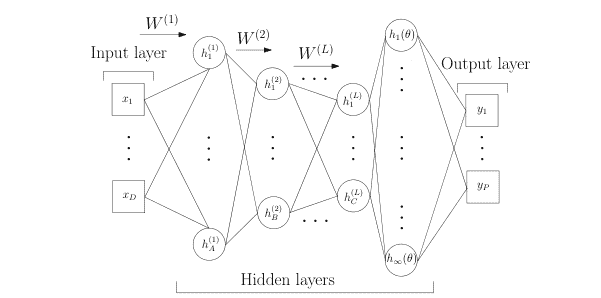 W^(1)
W^(2)
W^(L)
Input layer
Output layer
x_1
x_D
h_1^(1)
h_A^(1)
h_1^(2)
h_B^(2)
. . .
h_1^(L)
h_C^(L)
. . .
h_1(θ)
h_∞(θ)
y_1
y_P
Hidden layers